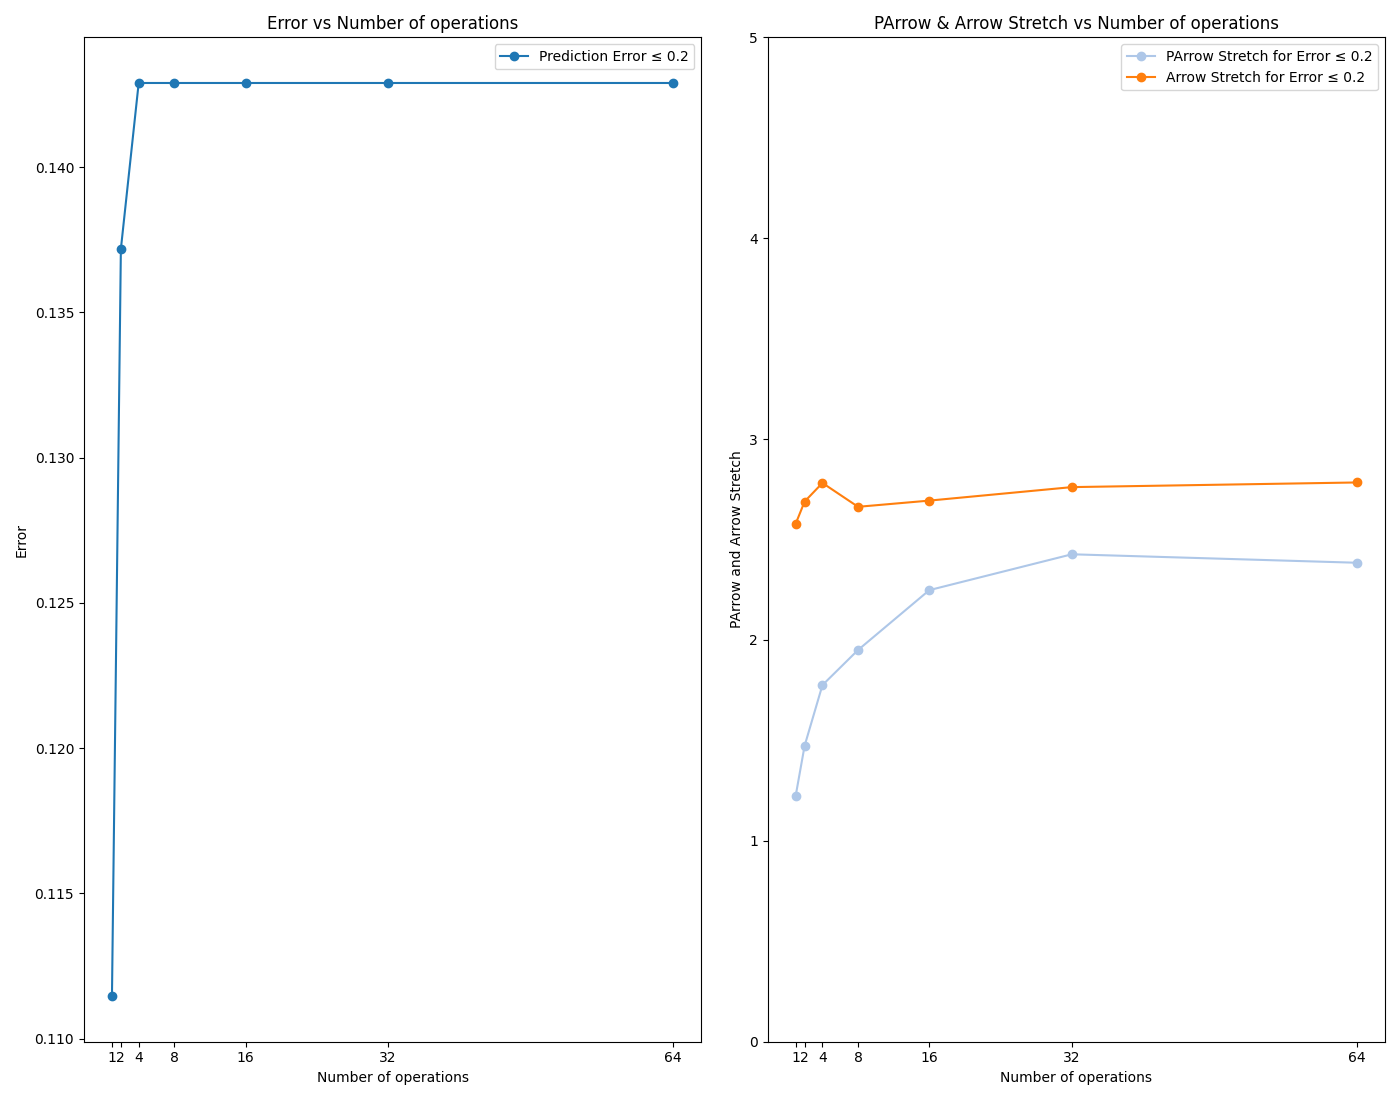 Error vs Number of operations
Prediction Error ≤ 0.2
0.140
0.135
0.130
0.125
0.120
0.115
0.110
Error
1 2 4 8 16 32 64
Number of operations
PArrow & Arrow Stretch vs Number of operations
PArrow Stretch for Error ≤ 0.2
Arrow Stretch for Error ≤ 0.2
5
4
3
2
1
0
PArrow and Arrow Stretch
1 2 4 8 16 32 64
Number of operations